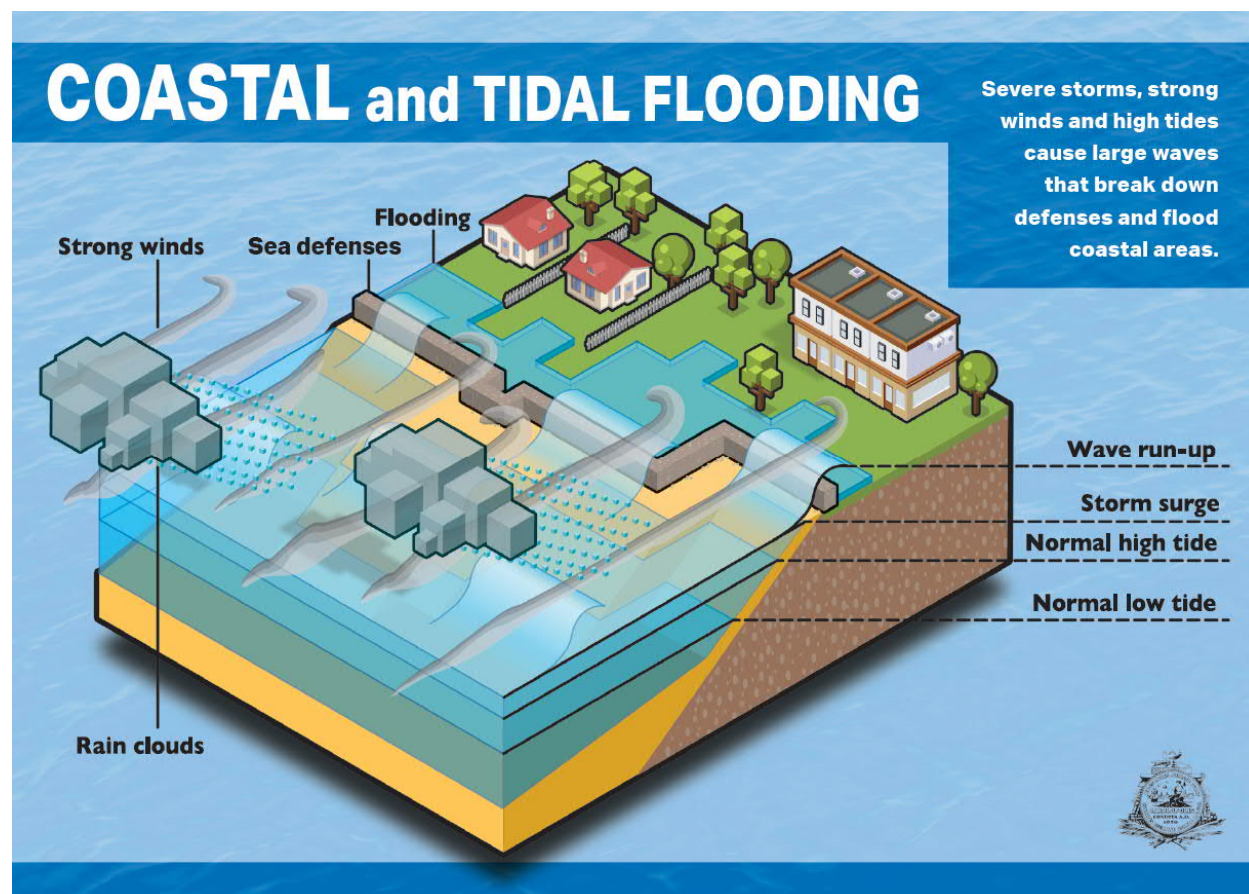 COASTAL and TIDAL FLOODING
Severe storms, strong
winds and high tides
cause large waves
that break down
defenses and flood
coastal areas.
Flooding
Strong winds
Sea defenses
Wave run-up
Storm surge
Normal high tide
Normal low tide
Rain clouds